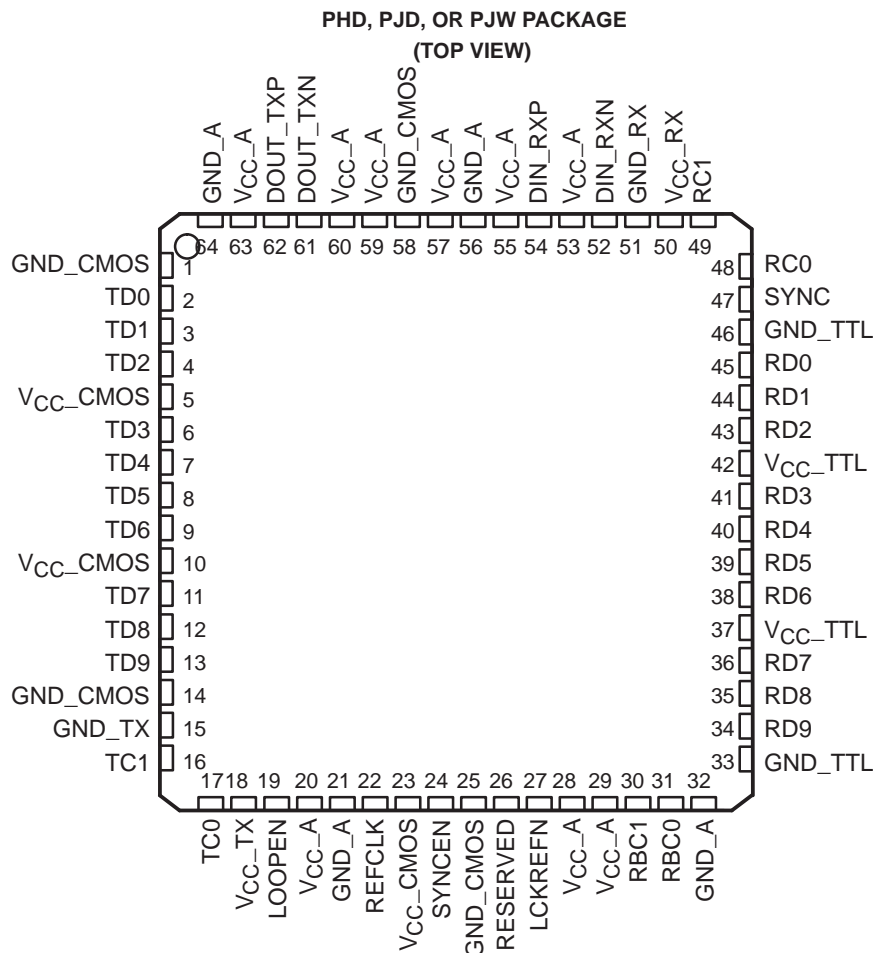 PHD, PJD, OR PJW PACKAGE
(TOP VIEW)
GND_A
VCC_A
DOUT_TXP
DOUT_TXN
VCC_A
VCC_A
GND_CMOS
VCC_A
GND_A
VCC_A
DIN_RXP
VCC_A
DIN_RXN
GND_RX
VCC_RX
RC1
64 63 62 61 60 59 58 57 56 55 54 53 52 51 50 49
GND_CMOS 1
TD0 2
TD1 3
TD2 4
VCC_CMOS 5
TD3 6
TD4 7
TD5 8
TD6 9
VCC_CMOS 10
TD7 11
TD8 12
TD9 13
GND_CMOS 14
GND_TX 15
TC1 16
48 RC0
47 SYNC
46 GND_TTL
45 RD0
44 RD1
43 RD2
42 VCC_TTL
41 RD3
40 RD4
39 RD5
38 RD6
37 VCC_TTL
36 RD7
35 RD8
34 RD9
33 GND_TTL
17 18 19 20 21 22 23 24 25 26 27 28 29 30 31 32
TC0
VCC_TX
LOOPEN
VCC_A
GND_A
REFCLK
VCC_CMOS
SYNCEN
GND_CMOS
RESERVED
LCKREFN
VCC_A
VCC_A
RBC1
RBC0
GND_A